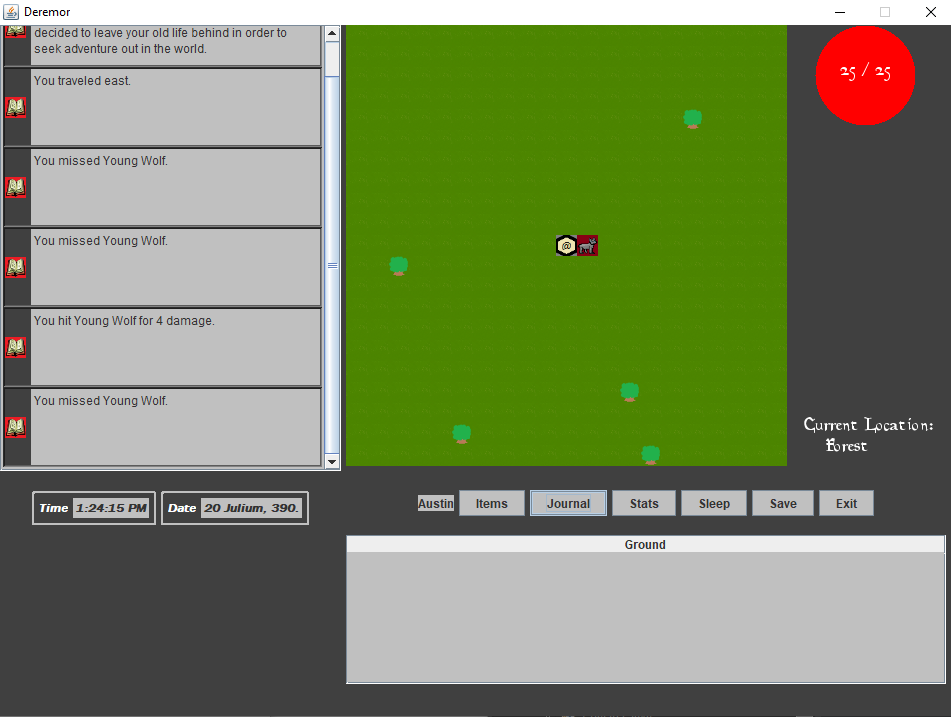 Deremor
decided to leave your old life behind in order to
seek adventure out in the world.
You traveled east.
You missed Young Wolf.
You missed Young Wolf.
You hit Young Wolf for 4 damage.
You missed Young Wolf.
25 / 25
@
Current Location:
Forest
Time 1:24:15 PM
Date 20 Julium, 390.
Austin
Items
Journal
Stats
Sleep
Save
Exit
Ground